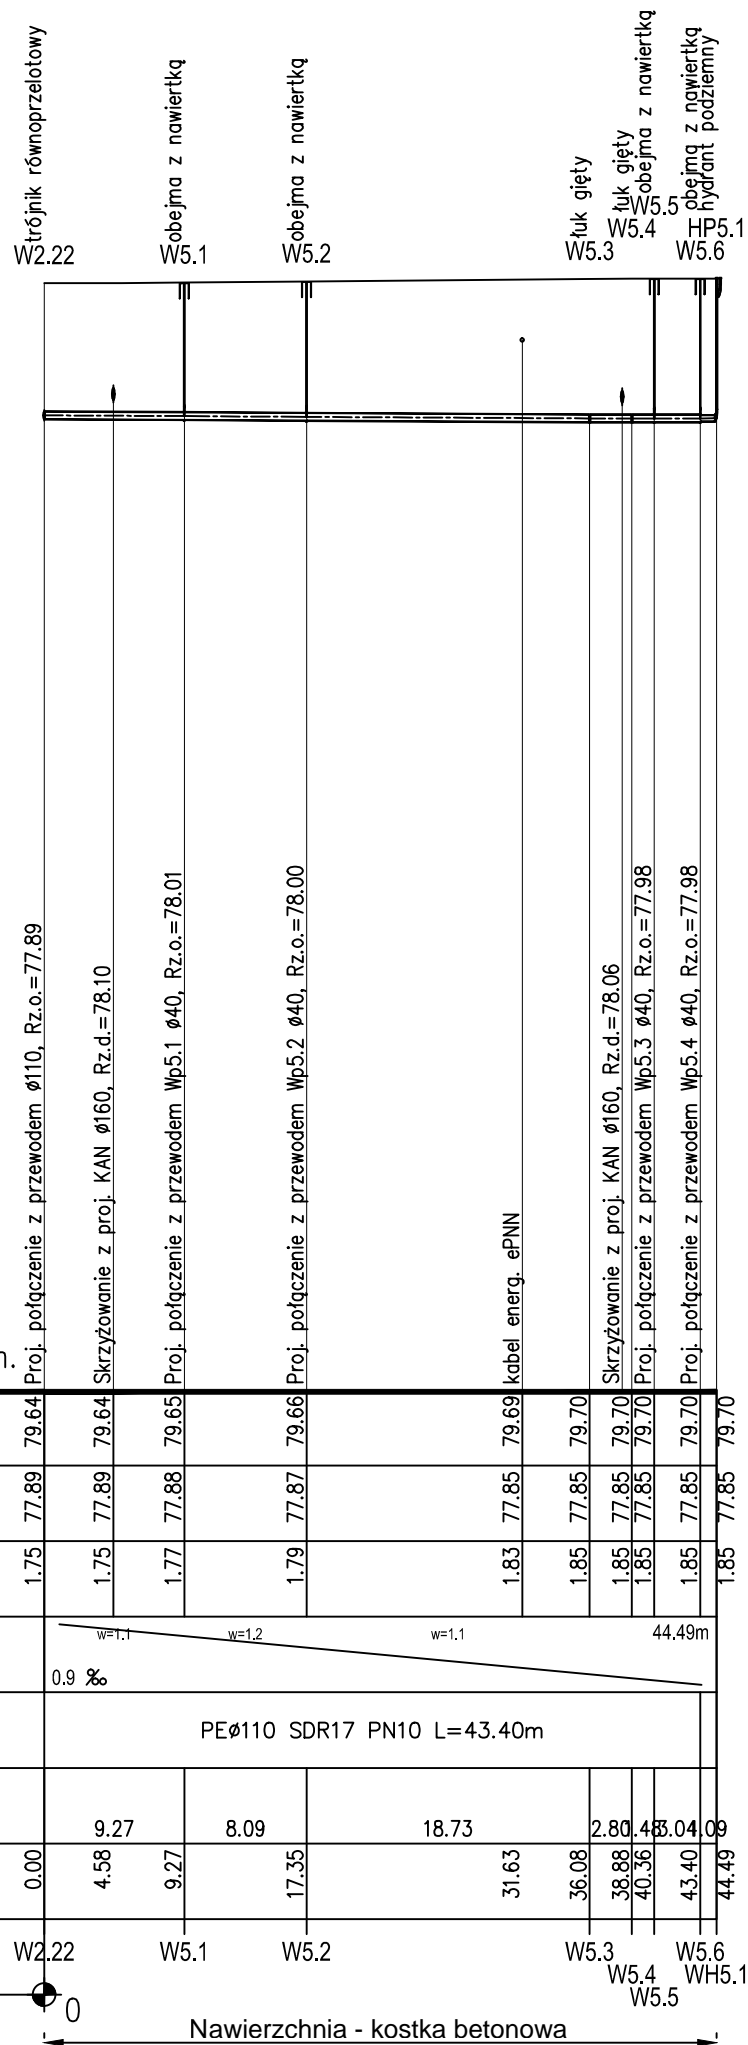 trójnik równoprzelotowy
W2.22
obejma z nawiertką
W5.1
obejma z nawiertką
W5.2
łuk gięty
W5.3
łuk gięty
W5.4
obejma z nawiertką
W5.5
obejma z nawiertką
W5.6
hydrant podziemny
HP5.1
Proj. połączenie z przewodem ø110, Rz.o.=77.89
Skrzyżowanie z proj. KAN ø160, Rz.d.=78.10
Proj. połączenie z przewodem Wp5.1 ø40, Rz.o.=78.01
Proj. połączenie z przewodem Wp5.2 ø40, Rz.o.=78.00
kabel energ. ePNN
Skrzyżowanie z proj. KAN ø160, Rz.d.=78.06
Proj. połączenie z przewodem Wp5.3 ø40, Rz.o.=77.98
Proj. połączenie z przewodem Wp5.4 ø40, Rz.o.=77.98
79.64 79.64 79.65 79.66 79.69 79.70 79.70 79.70 79.70 79.70
77.89 77.89 77.88 77.87 77.85 77.85 77.85 77.85 77.85 77.85
1.75 1.75 1.77 1.79 1.83 1.85 1.85 1.85 1.85 1.85
w=1.1 w=1.2 w=1.1 44.49m
0.9 ‰
PEø110 SDR17 PN10 L=43.40m
9.27 8.09 18.73 2.80 1.48 3.04 1.09
0.00 4.58 9.27 17.35 31.63 36.08 38.88 40.36 43.40 44.49
W2.22 W5.1 W5.2 W5.3 W5.6
W5.4 WH5.1
W5.5
0
Nawierzchnia - kostka betonowa